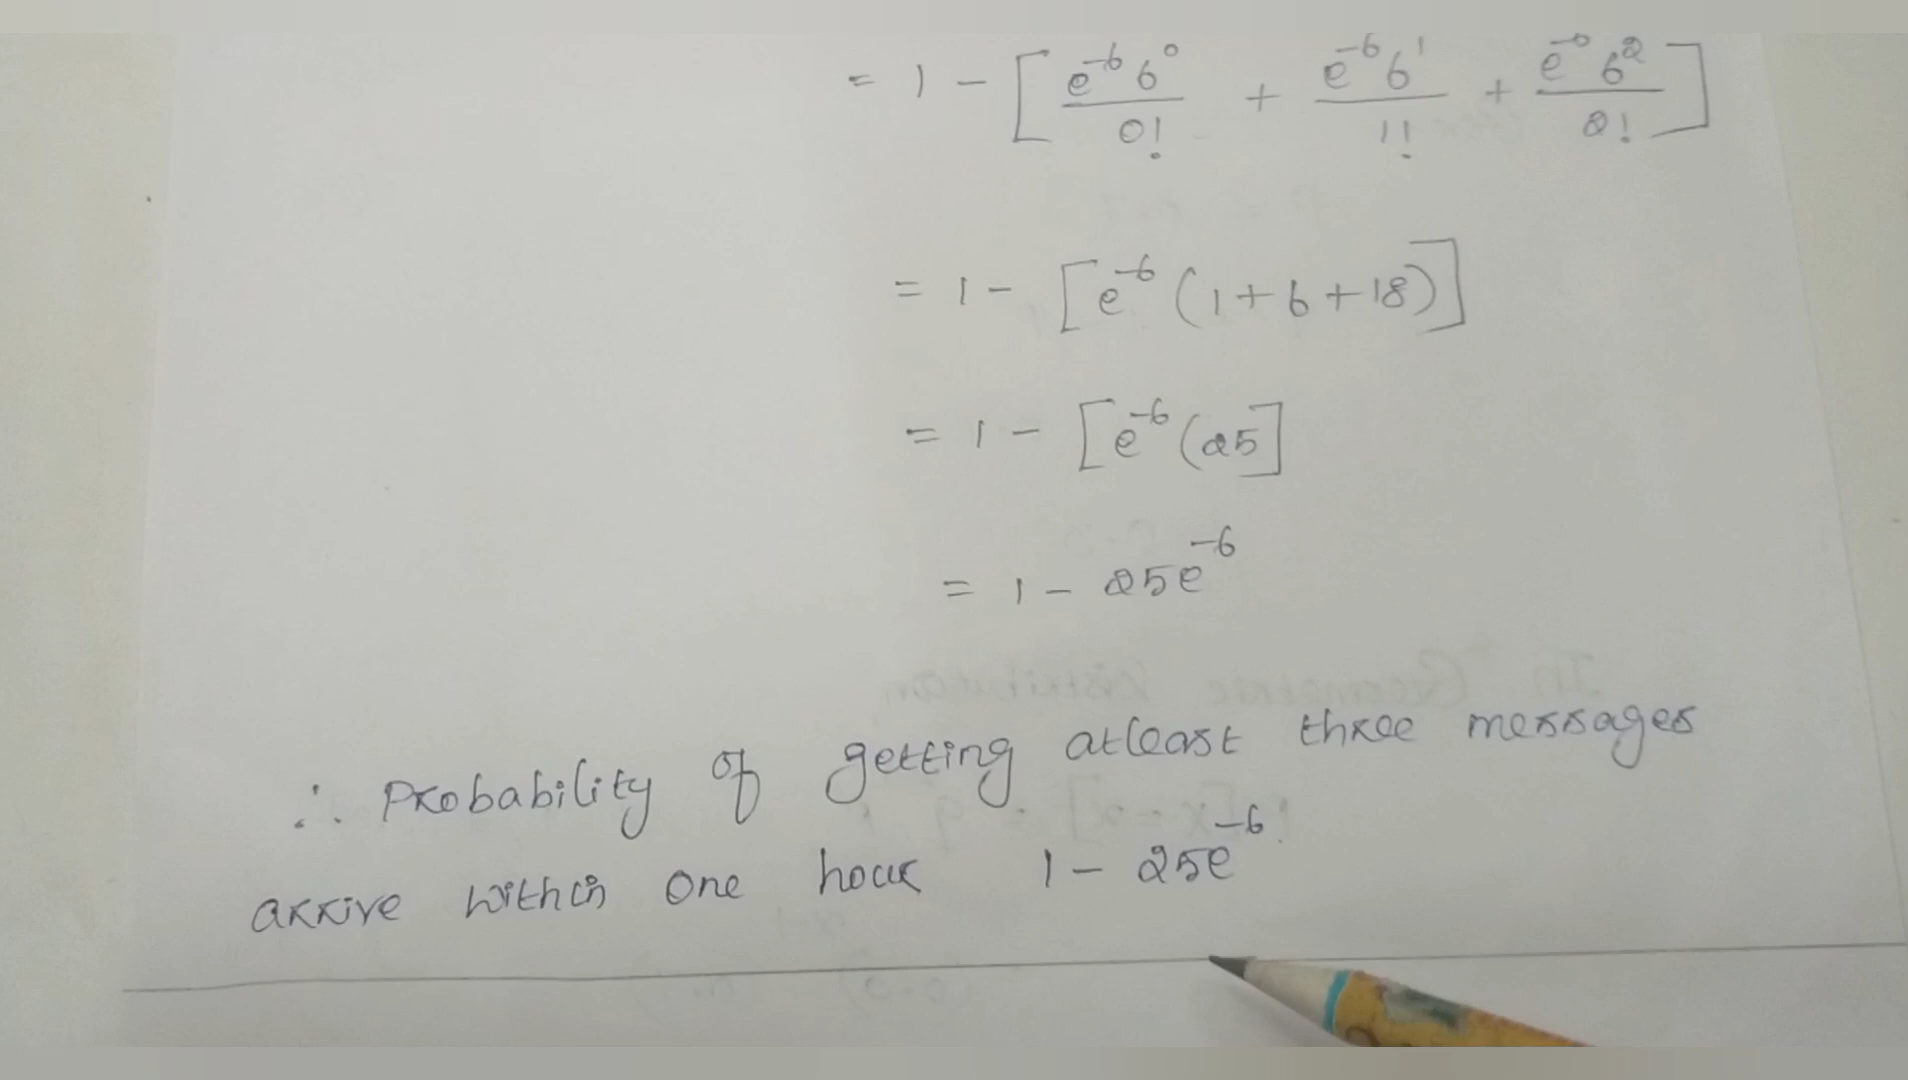 = 1 - [ e^-6 6^0 / 0! + e^-6 6^1 / 1! + e^-6 6^2 / 2! ]
= 1 - [ e^-6 (1+6+18) ]
= 1 - [ e^-6 (25 ]
= 1 - 25e^-6
∴ Probability of getting atleast three messages
arrive within one hour 1 - 25e^-6.